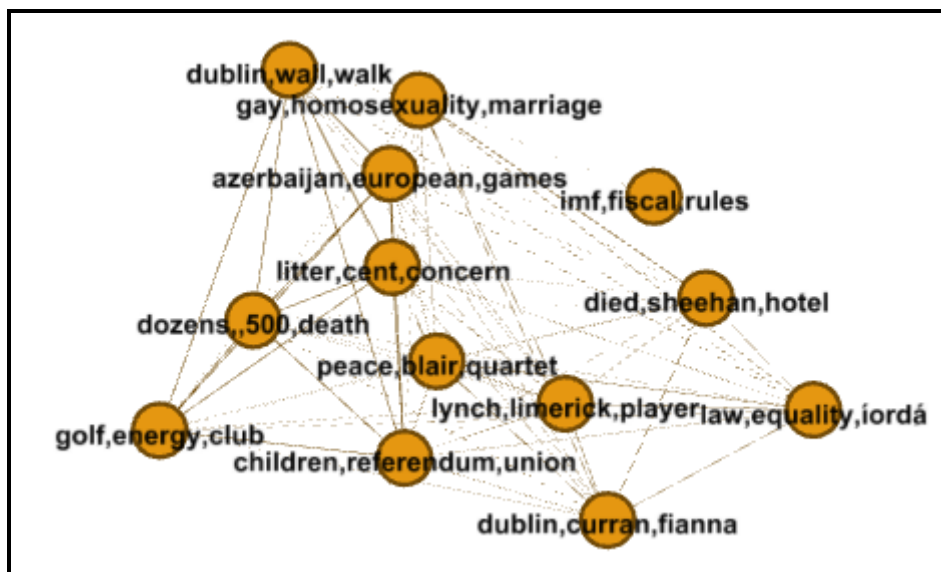 dublin,wall,walk
gay,homosexuality,marriage
azerbaijan,european,games
imf,fiscal,rules
litter,cent,concern
died,sheehan,hotel
dozens,,500,death
peace,blair,quartet
lynch,limerick,player
law,equality,íordá
golf,energy,club
children,referendum,union
dublin,curran,fianna